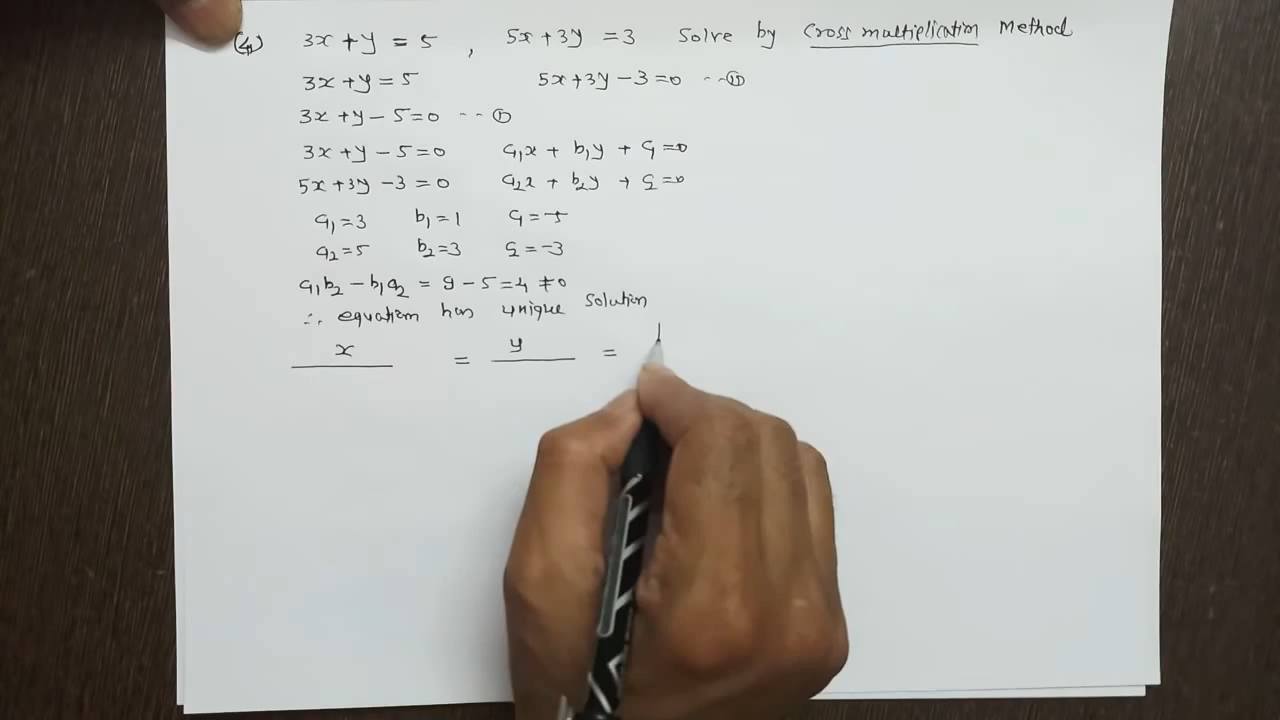 (4) 3x + y = 5 , 5x + 3y = 3 Solve by Cross multiplication Method
3x + y = 5 5x + 3y - 3 = 0 --- (II)
3x + y - 5 = 0 --- (I)
3x + y - 5 = 0 a₁x + b₁y + c₁ = 0
5x + 3y - 3 = 0 a₂x + b₂y + c₂ = 0
a₁ = 3 b₁ = 1 c₁ = -5
a₂ = 5 b₂ = 3 c₂ = -3
a₁b₂ - b₁a₂ = 9 - 5 = 4 ≠ 0
∴ equation has unique solution
x = y = 1